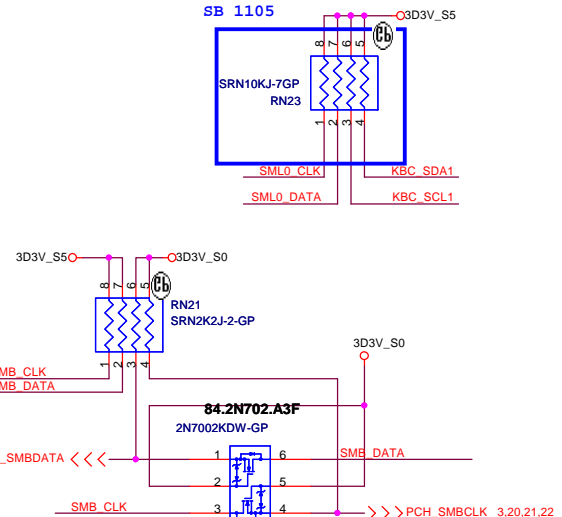 SB 1105
3D3V_S5
8 7 6 5
SRN10KJ-7GP
RN23
1 2 3 4
SML0_CLK KBC_SDA1
SML0_DATA KBC_SCL1
3D3V_S5 3D3V_S0
8 7 6 5
RN21
SRN2K2J-2-GP
1 2 3 4
3D3V_S0
MB_CLK
MB_DATA
84.2N702.A3F
2N7002KDW-GP
_SMBDATA 1 6 SMB_DATA
2 5
SMB_CLK 3 4 PCH_SMBCLK 3,20,21,22